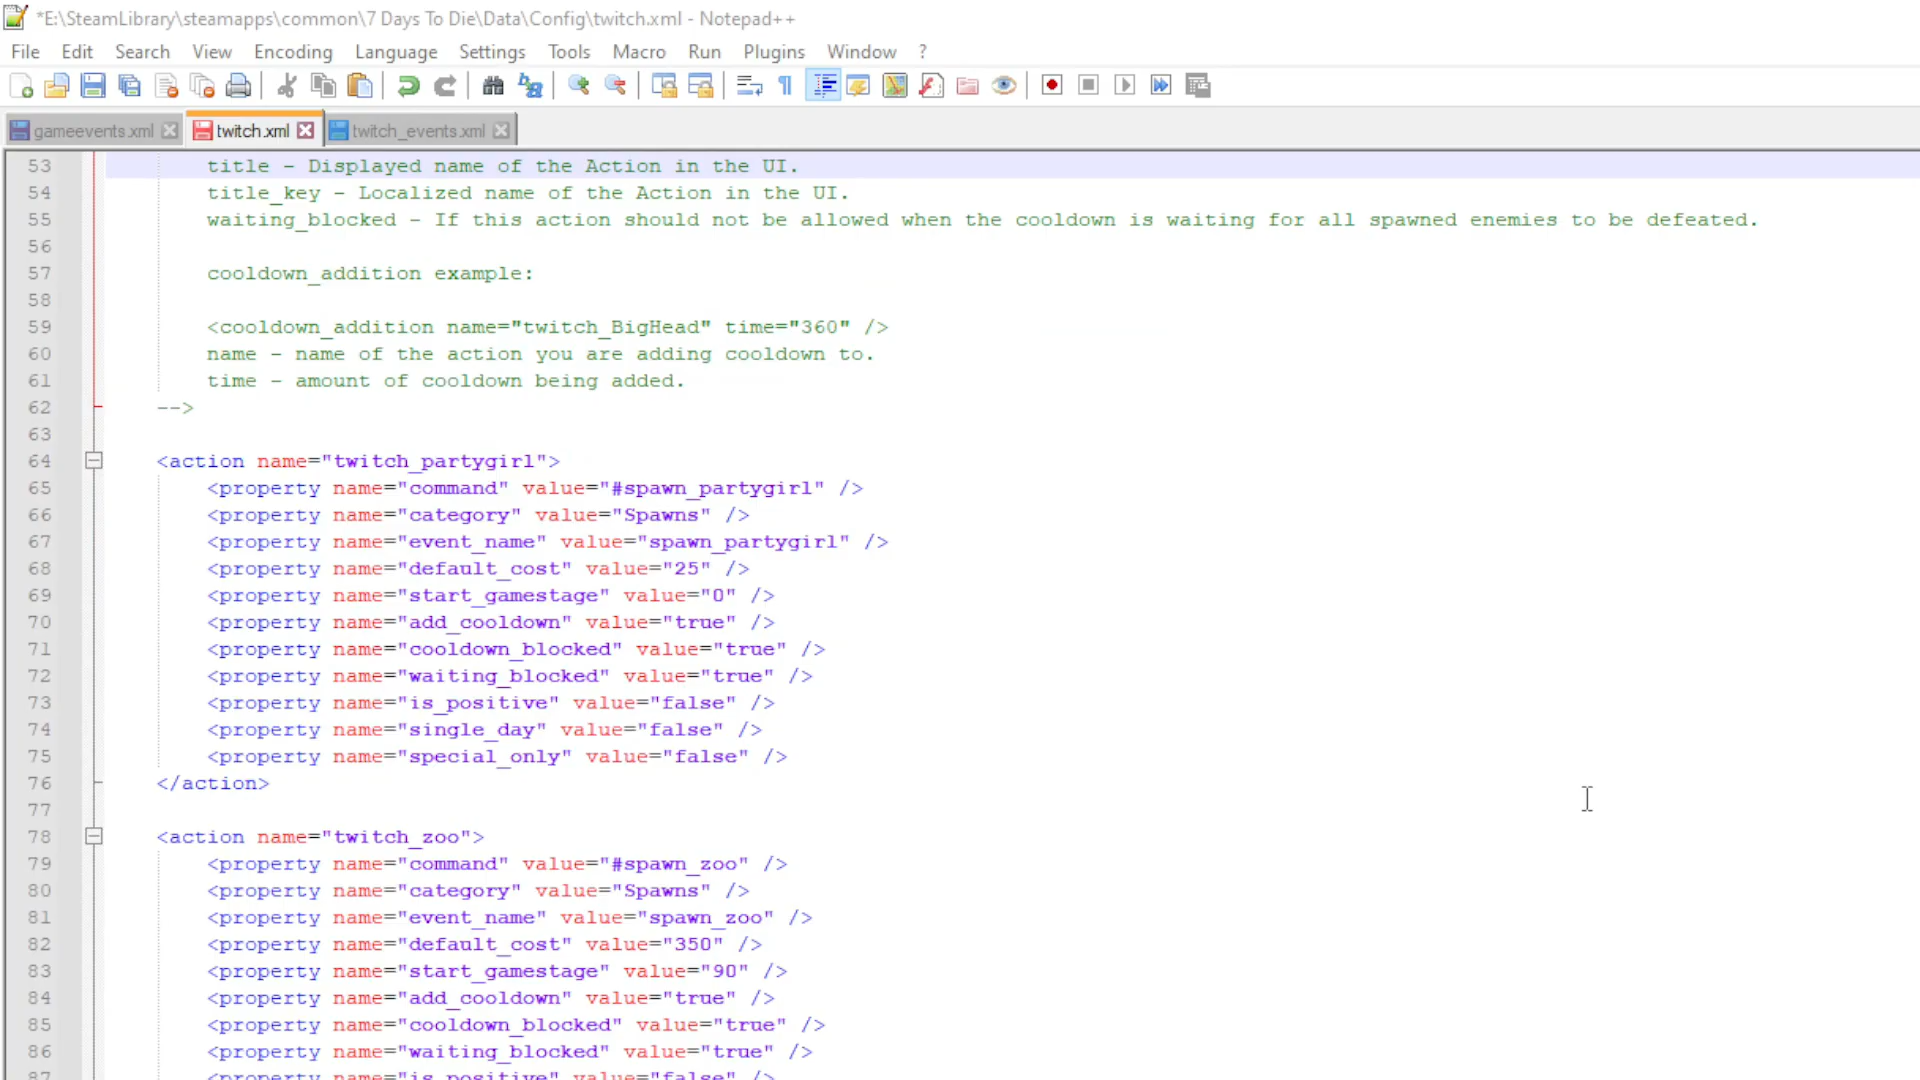 *E:\SteamLibrary\steamapps\common\7 Days To Die\Data\Config\twitch.xml - Notepad++
File Edit Search View Encoding Language Settings Tools Macro Run Plugins Window ?
gameevents.xml twitch.xml twitch_events.xml
53 title - Displayed name of the Action in the UI.
54 title_key - Localized name of the Action in the UI.
55 waiting_blocked - If this action should not be allowed when the cooldown is waiting for all spawned enemies to be defeated.
56
57 cooldown_addition example:
58
59 <cooldown_addition name="twitch_BigHead" time="360" />
60 name - name of the action you are adding cooldown to.
61 time - amount of cooldown being added.
62 -->
63
64 <action name="twitch_partygirl">
65 <property name="command" value="#spawn_partygirl" />
66 <property name="category" value="Spawns" />
67 <property name="event_name" value="spawn_partygirl" />
68 <property name="default_cost" value="25" />
69 <property name="start_gamestage" value="0" />
70 <property name="add_cooldown" value="true" />
71 <property name="cooldown_blocked" value="true" />
72 <property name="waiting_blocked" value="true" />
73 <property name="is_positive" value="false" />
74 <property name="single_day" value="false" />
75 <property name="special_only" value="false" />
76 </action>
77
78 <action name="twitch_zoo">
79 <property name="command" value="#spawn_zoo" />
80 <property name="category" value="Spawns" />
81 <property name="event_name" value="spawn_zoo" />
82 <property name="default_cost" value="350" />
83 <property name="start_gamestage" value="90" />
84 <property name="add_cooldown" value="true" />
85 <property name="cooldown_blocked" value="true" />
86 <property name="waiting_blocked" value="true" />
87 <property name="is_positive" value="false" />